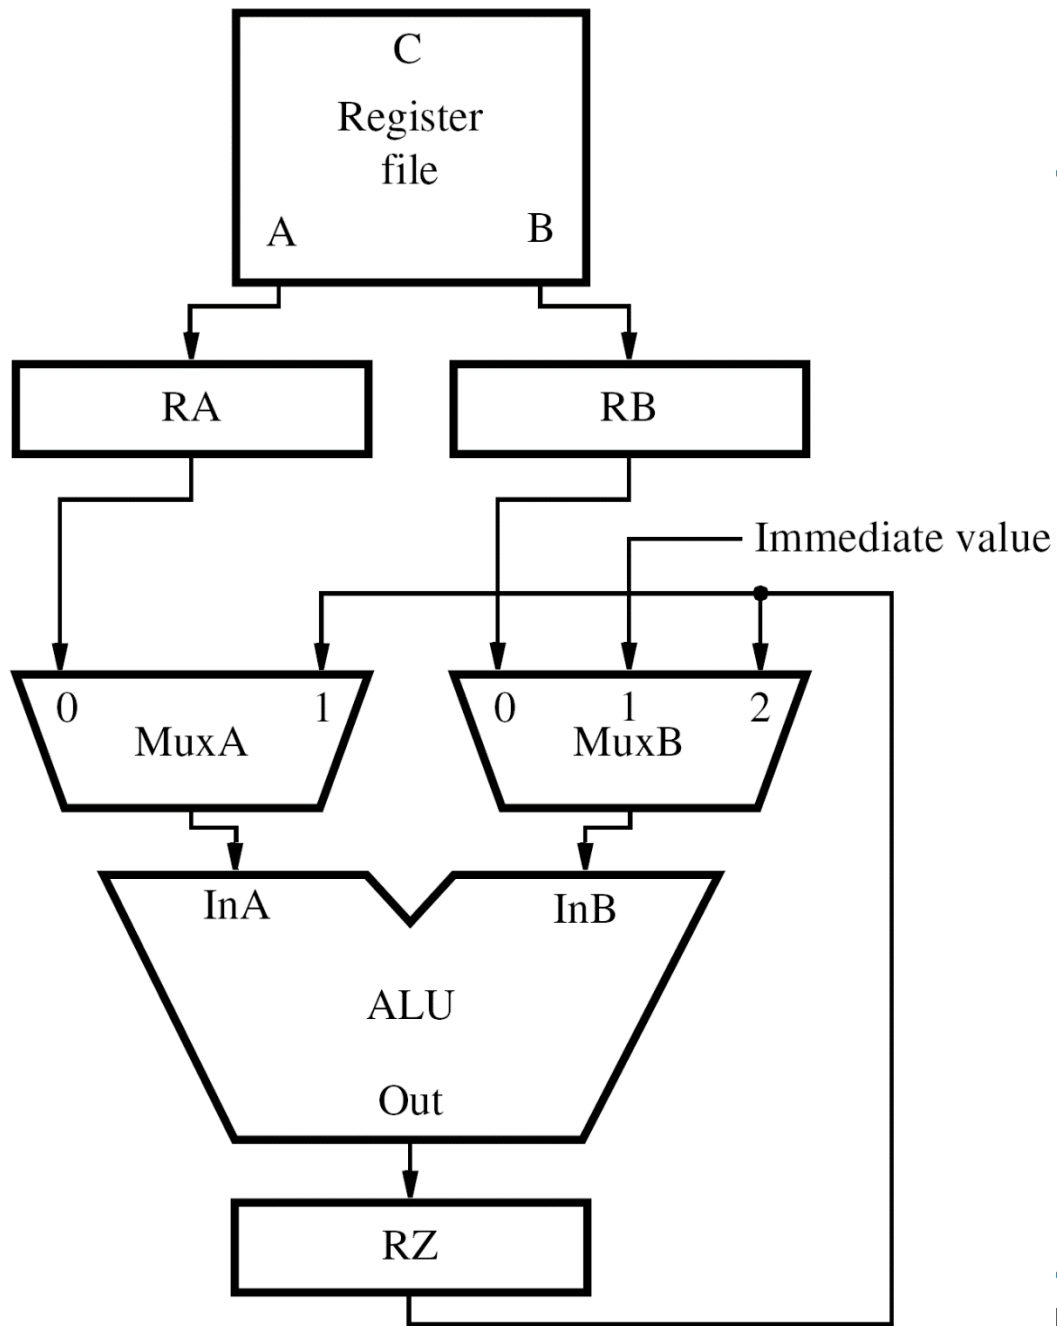 C
Register
file
A
B
RA
RB
Immediate value
0
1
MuxA
0
1
2
MuxB
InA
InB
ALU
Out
RZ